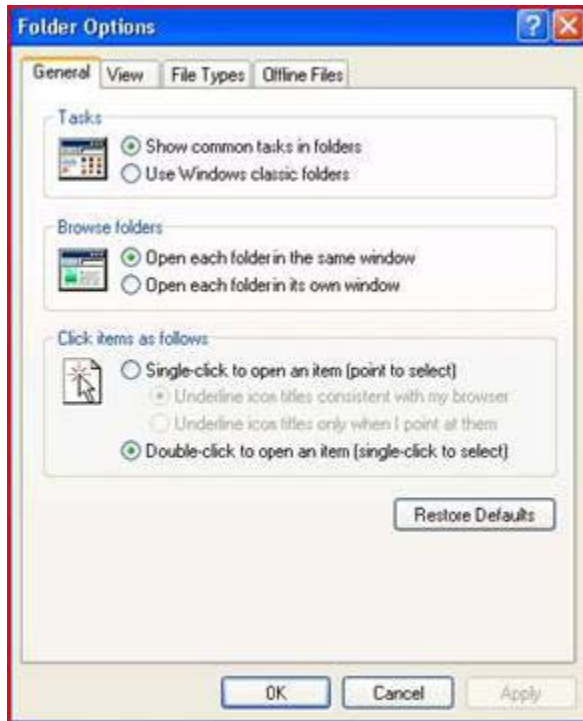 Folder Options
General View File Types Offline Files
Tasks
Show common tasks in folders
Use Windows classic folders
Browse folders
Open each folder in the same window
Open each folder in its own window
Click items as follows
Single-click to open an item (point to select)
Underline icon titles consistent with my browser
Underline icon titles only when I point at them
Double-click to open an item (single-click to select)
Restore Defaults
OK Cancel Apply